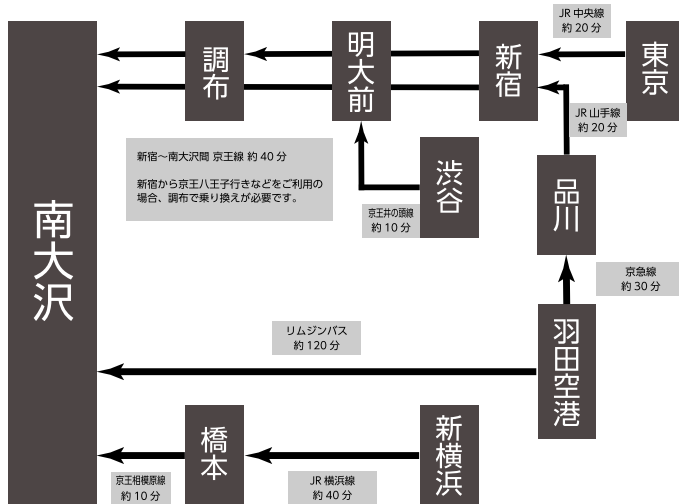 JR 中央線
約 20 分
東京
新宿
明大前
調布
南大沢
JR 山手線
約 20 分
新宿～南大沢間 京王線 約 40 分
新宿から京王八王子行きなどをご利用の
場合、調布で乗り換えが必要です。
渋谷
京王井の頭線
約 10 分
品川
京急線
約 30 分
羽田空港
リムジンバス
約 120 分
橋本
新横浜
京王相模原線
約 10 分
JR 横浜線
約 40 分